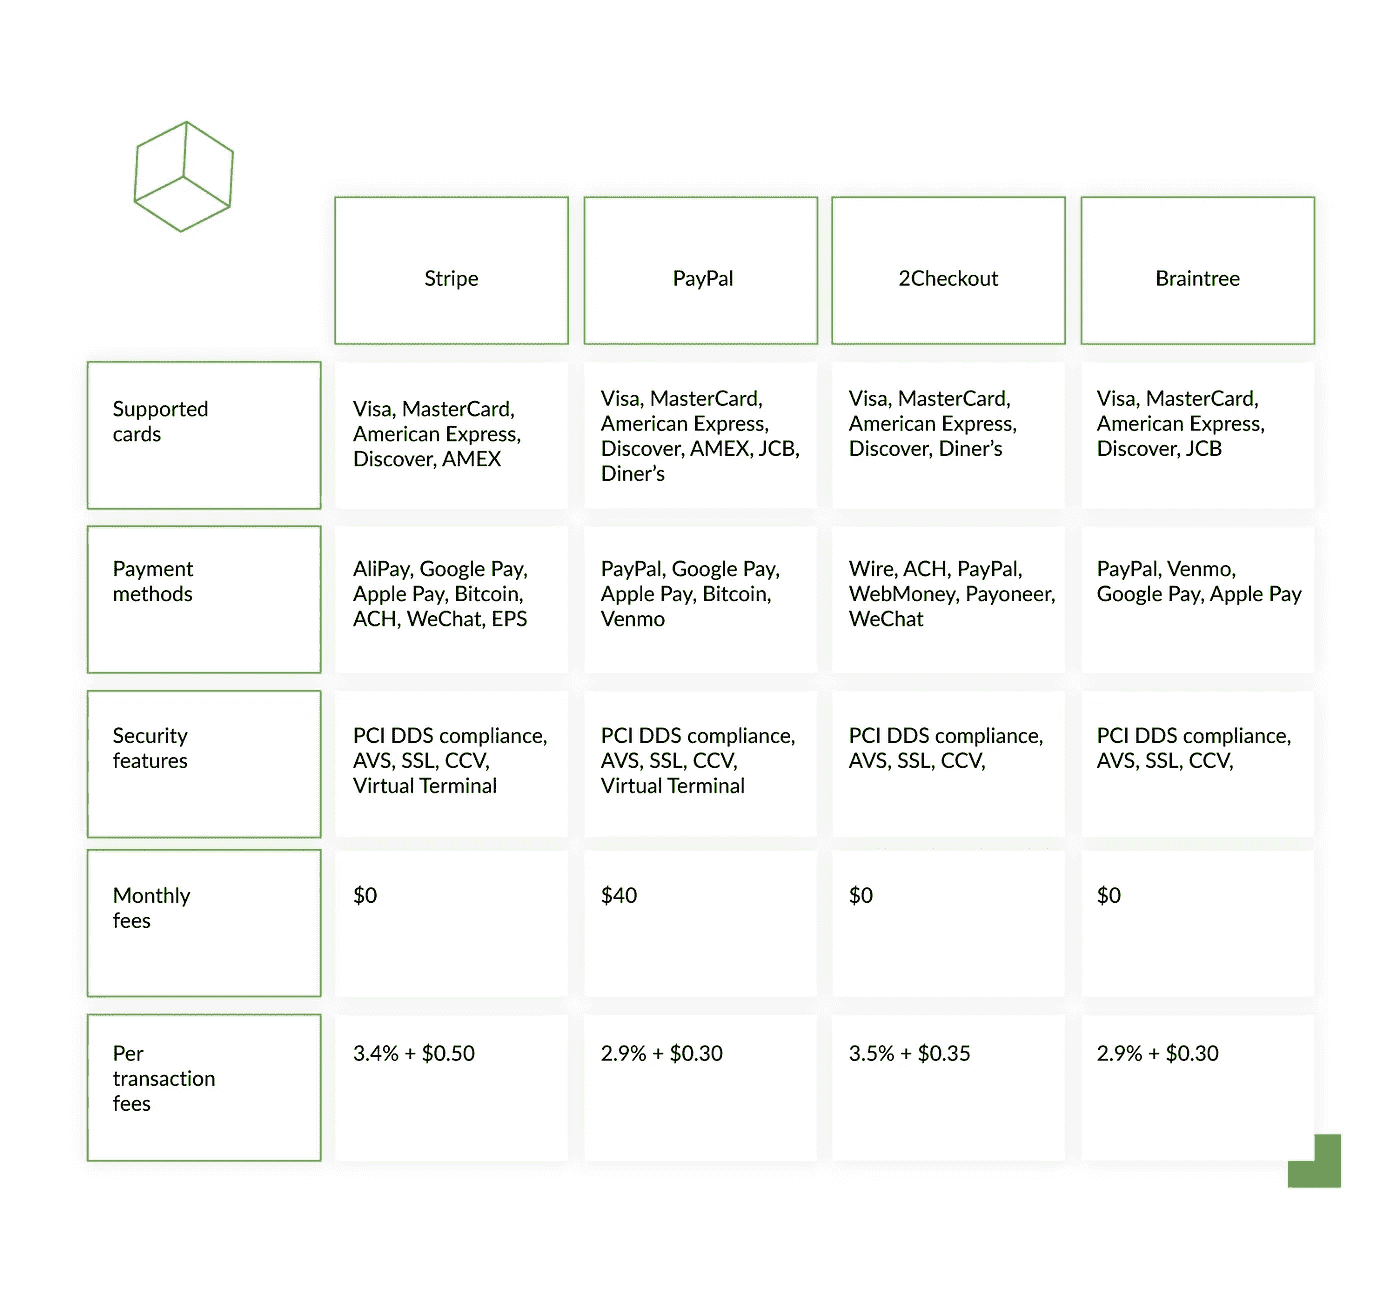 Stripe
PayPal
2Checkout
Braintree
Supported
cards
Visa, MasterCard,
American Express,
Discover, AMEX
Visa, MasterCard,
American Express,
Discover, AMEX, JCB,
Diner’s
Visa, MasterCard,
American Express,
Discover, Diner’s
Visa, MasterCard,
American Express,
Discover, JCB
Payment
methods
AliPay, Google Pay,
Apple Pay, Bitcoin,
ACH, WeChat, EPS
PayPal, Google Pay,
Apple Pay, Bitcoin,
Venmo
Wire, ACH, PayPal,
WebMoney, Payoneer,
WeChat
PayPal, Venmo,
Google Pay, Apple Pay
Security
features
PCI DDS compliance,
AVS, SSL, CCV,
Virtual Terminal
PCI DDS compliance,
AVS, SSL, CCV,
Virtual Terminal
PCI DDS compliance,
AVS, SSL, CCV,
PCI DDS compliance,
AVS, SSL, CCV,
Monthly
fees
$0
$40
$0
$0
Per
transaction
fees
3.4% + $0.50
2.9% + $0.30
3.5% + $0.35
2.9% + $0.30